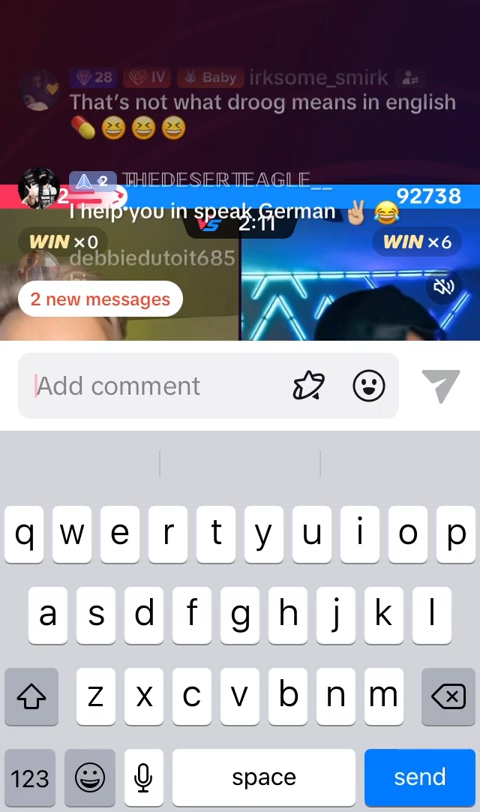 28 IV Baby irksome_smirk
That's not what droog means in english
💊😆😆😆
2 THEDESERTEAGLE__
I help you in speak German ✌🏼😂
92738
VS 2:11
WIN ×0
WIN ×6
debbiedutoit685
2 new messages
Add comment
q w e r t y u i o p
a s d f g h j k l
z x c v b n m
123 space send